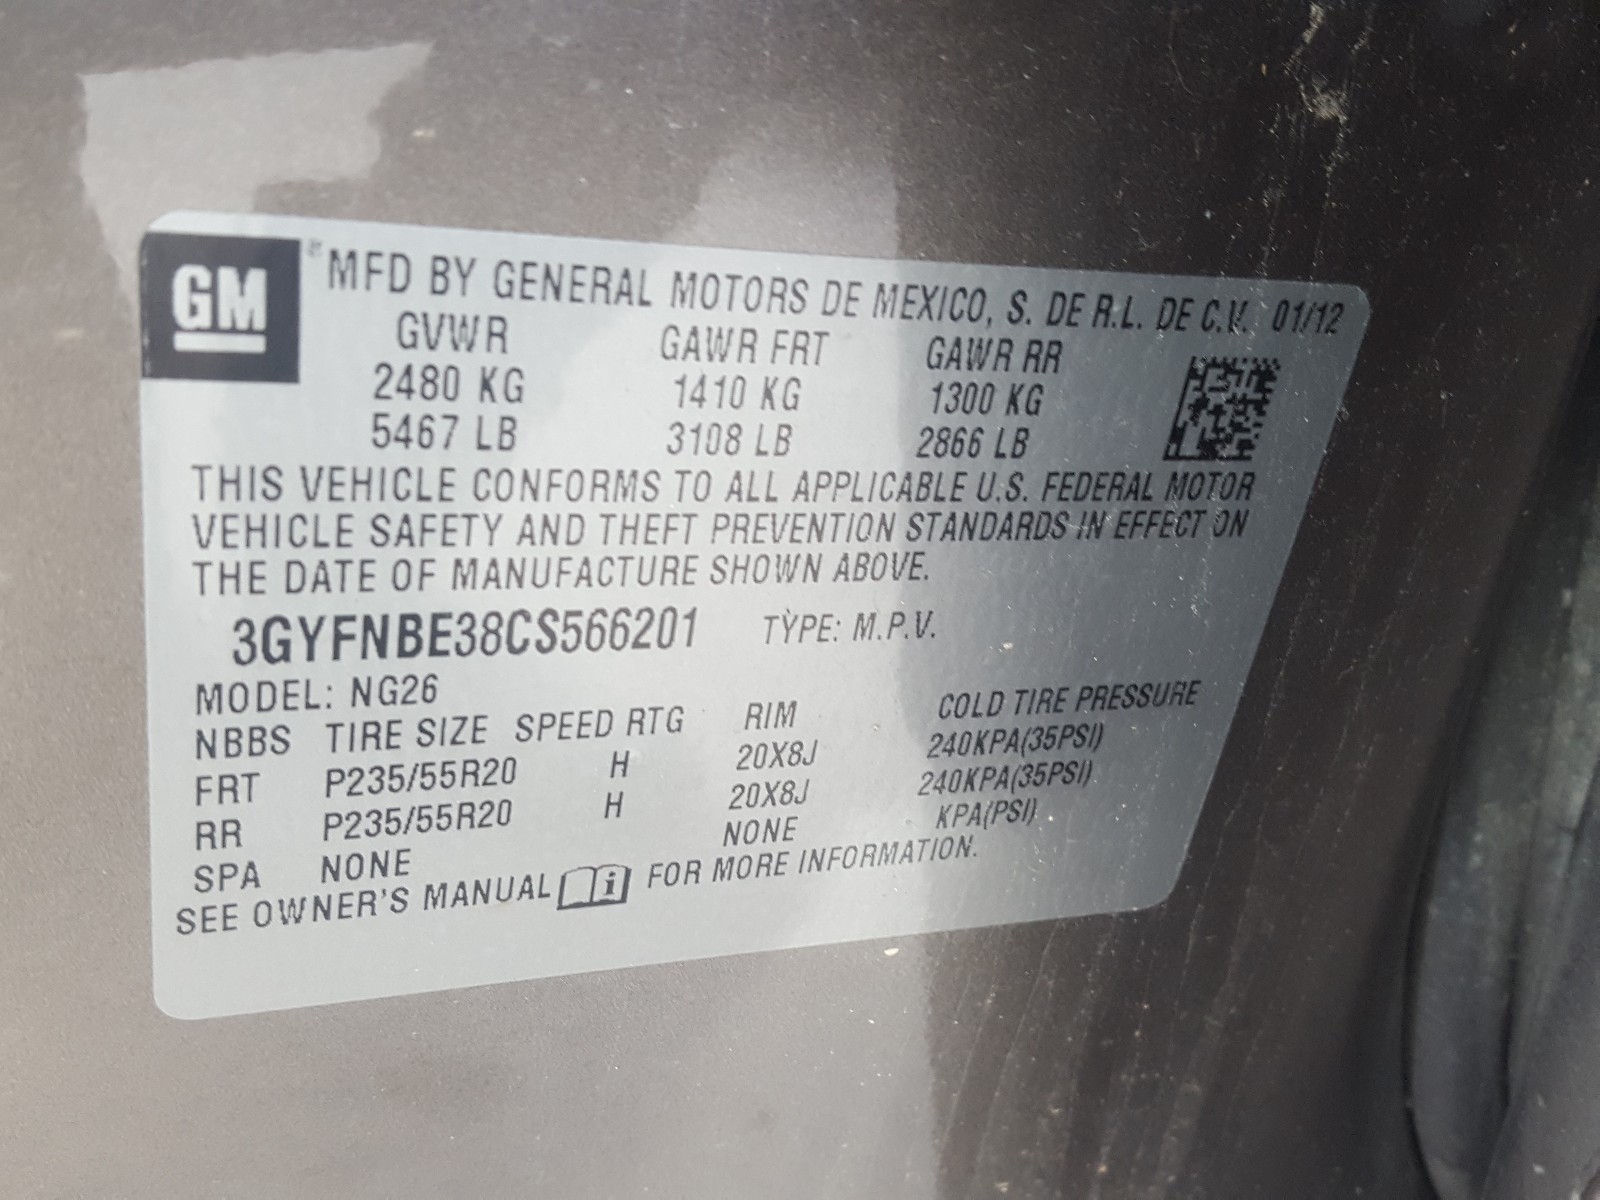 GM MFD BY GENERAL MOTORS DE MEXICO, S. DE R.L. DE C.V. 01/12
GVWR GAWR FRT GAWR RR
2480 KG 1410 KG 1300 KG
5467 LB 3108 LB 2866 LB
THIS VEHICLE CONFORMS TO ALL APPLICABLE U.S. FEDERAL MOTOR
VEHICLE SAFETY AND THEFT PREVENTION STANDARDS IN EFFECT ON
THE DATE OF MANUFACTURE SHOWN ABOVE.
3GYFNBE38CS566201 TYPE: M.P.V.
MODEL: NG26
NBBS TIRE SIZE SPEED RTG RIM COLD TIRE PRESSURE
FRT P235/55R20 H 20X8J 240KPA(35PSI)
RR P235/55R20 H 20X8J 240KPA(35PSI)
SPA NONE NONE KPA(PSI)
SEE OWNER'S MANUAL i FOR MORE INFORMATION.